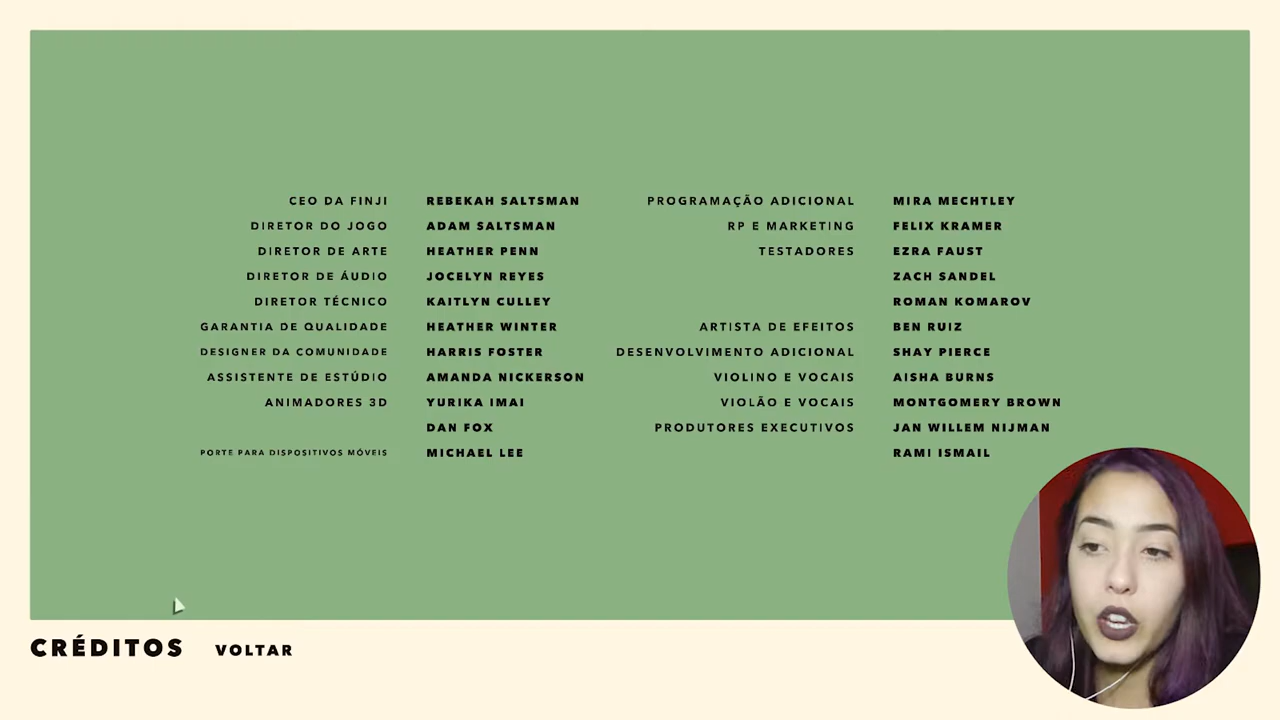 CEO DA FINJI REBEKAH SALTSMAN
DIRETOR DO JOGO ADAM SALTSMAN
DIRETOR DE ARTE HEATHER PENN
DIRETOR DE ÁUDIO JOCELYN REYES
DIRETOR TÉCNICO KAITLYN CULLEY
GARANTIA DE QUALIDADE HEATHER WINTER
DESIGNER DA COMUNIDADE HARRIS FOSTER
ASSISTENTE DE ESTÚDIO AMANDA NICKERSON
ANIMADORES 3D YURIKA IMAI
DAN FOX
PORTE PARA DISPOSITIVOS MÓVEIS MICHAEL LEE
PROGRAMAÇÃO ADICIONAL MIRA MECHTLEY
RP E MARKETING FELIX KRAMER
TESTADORES EZRA FAUST
ZACH SANDEL
ROMAN KOMAROV
ARTISTA DE EFEITOS BEN RUIZ
DESENVOLVIMENTO ADICIONAL SHAY PIERCE
VIOLINO E VOCAIS AISHA BURNS
VIOLÃO E VOCAIS MONTGOMERY BROWN
PRODUTORES EXECUTIVOS JAN WILLEM NIJMAN
RAMI ISMAIL
CRÉDITOS VOLTAR